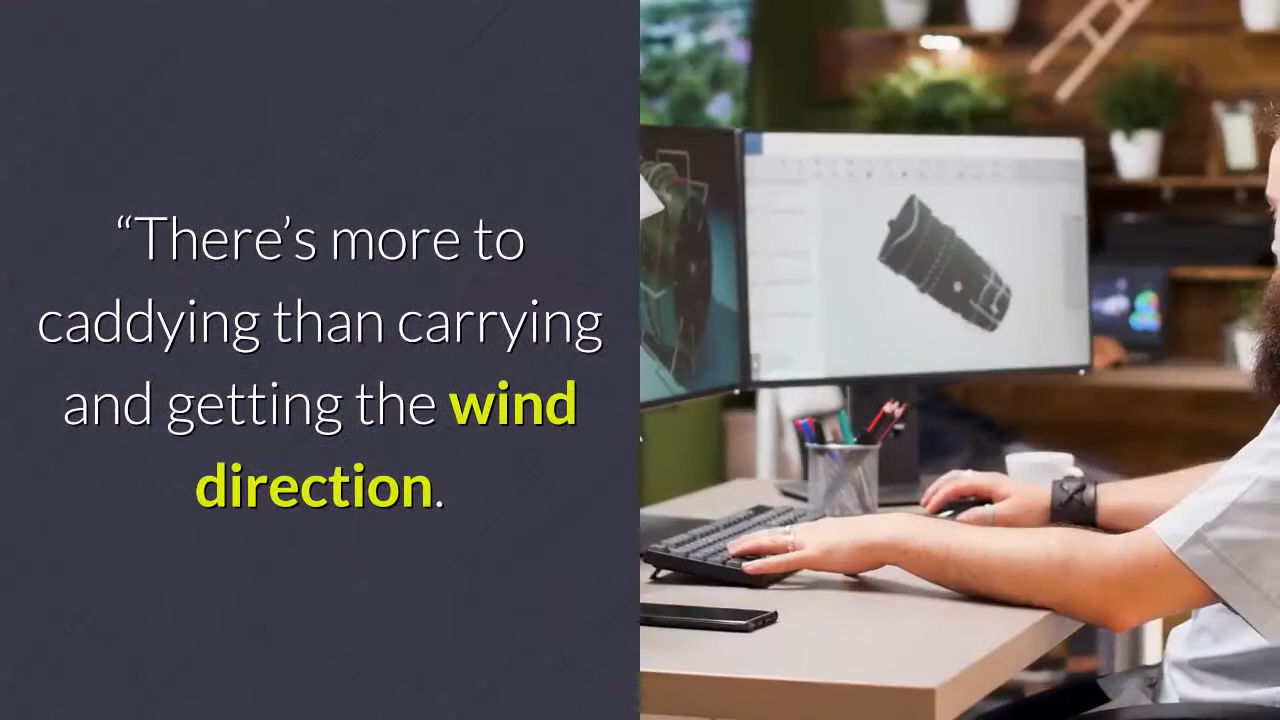 “There’s more to
caddying than carrying
and getting the wind
direction.